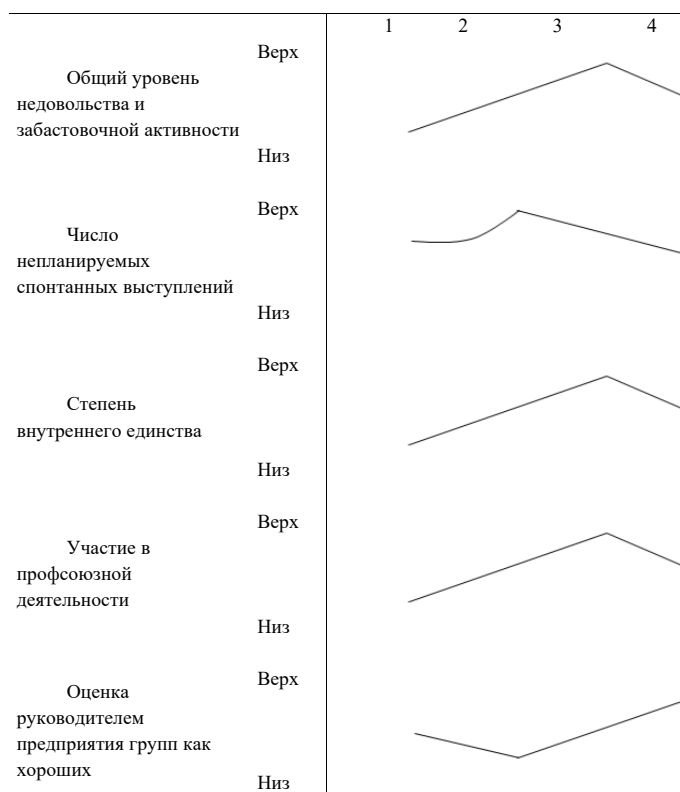 1 2 3 4
Верх
Общий уровень
недовольства и
забастовочной активности
Низ
Верх
Число
непланируемых
спонтанных выступлений
Низ
Верх
Степень
внутреннего единства
Низ
Верх
Участие в
профсоюзной
деятельности
Низ
Верх
Оценка
руководителем
предприятия групп как
хороших
Низ